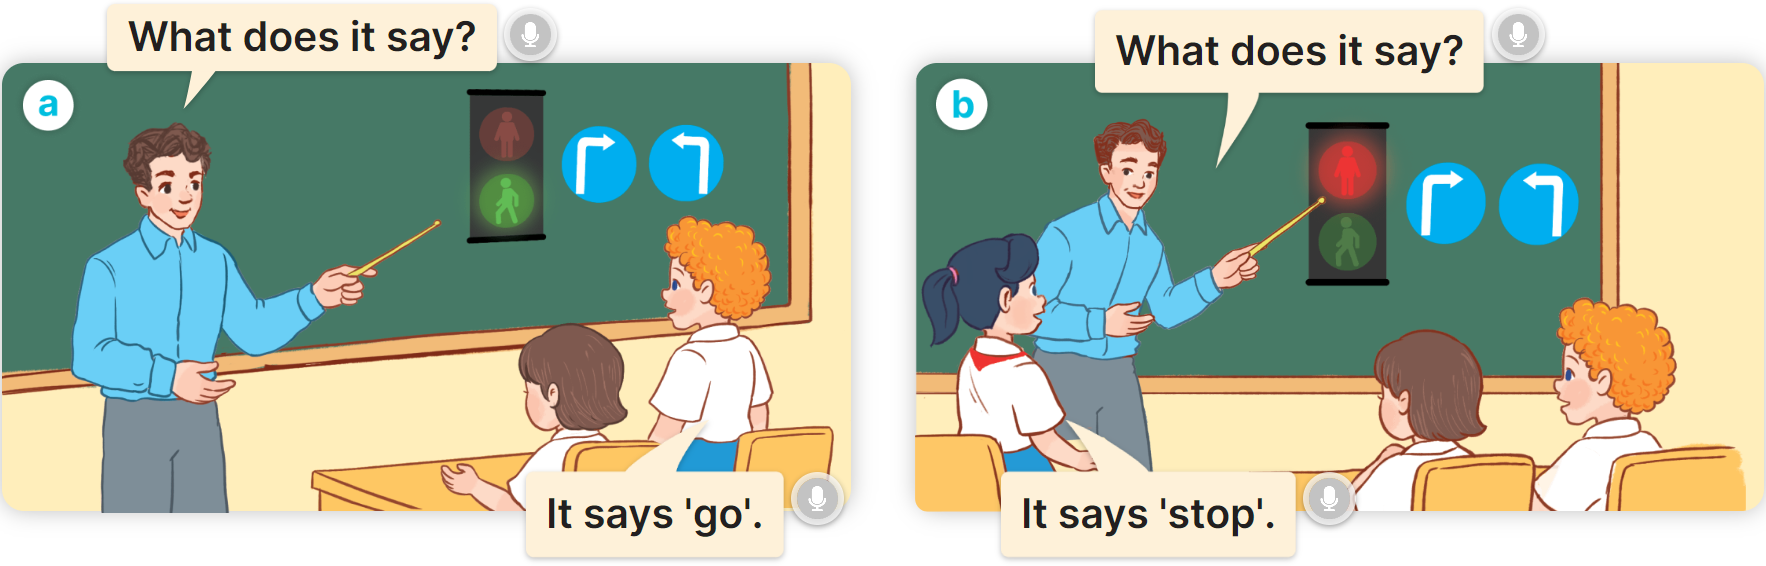 What does it say?
a
It says 'go'.
What does it say?
b
It says 'stop'.